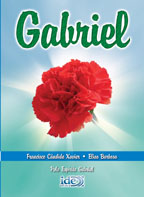 Gabriel
Francisco Cândido Xavier • Elias Barbosa
Pelo Espírito Gabriel
ide